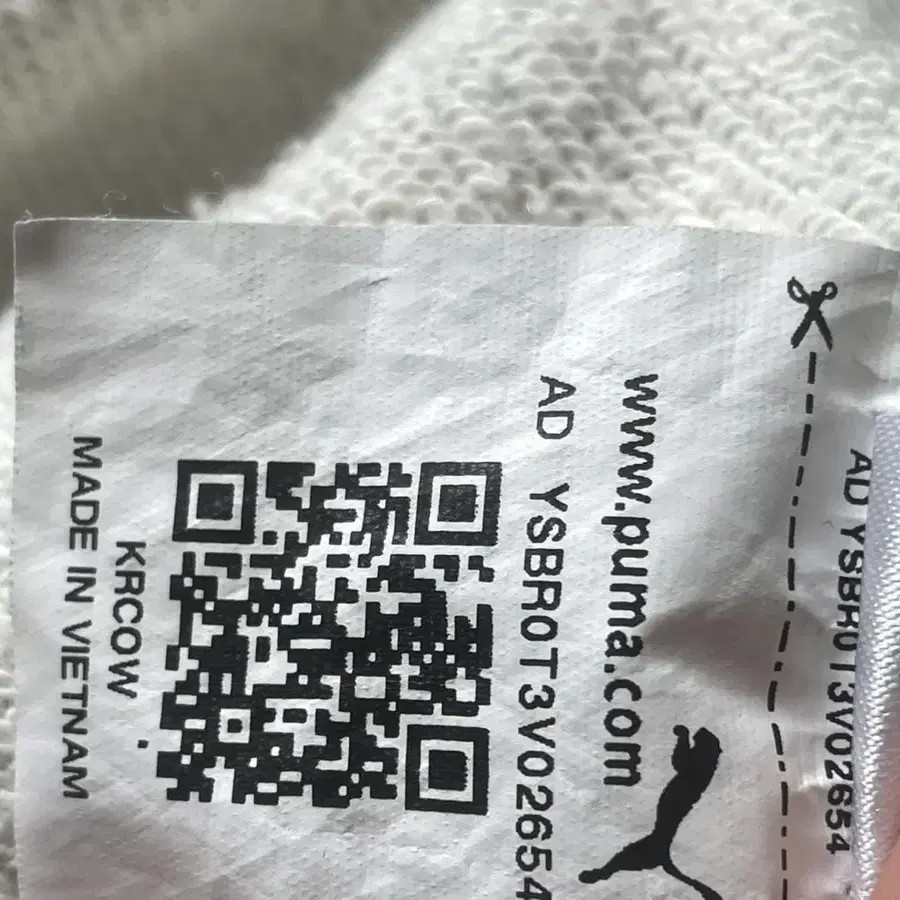 AD YSBR0T3V02654
www.puma.com
AD YSBR0T3V02654
KRCOW
MADE IN VIETNAM